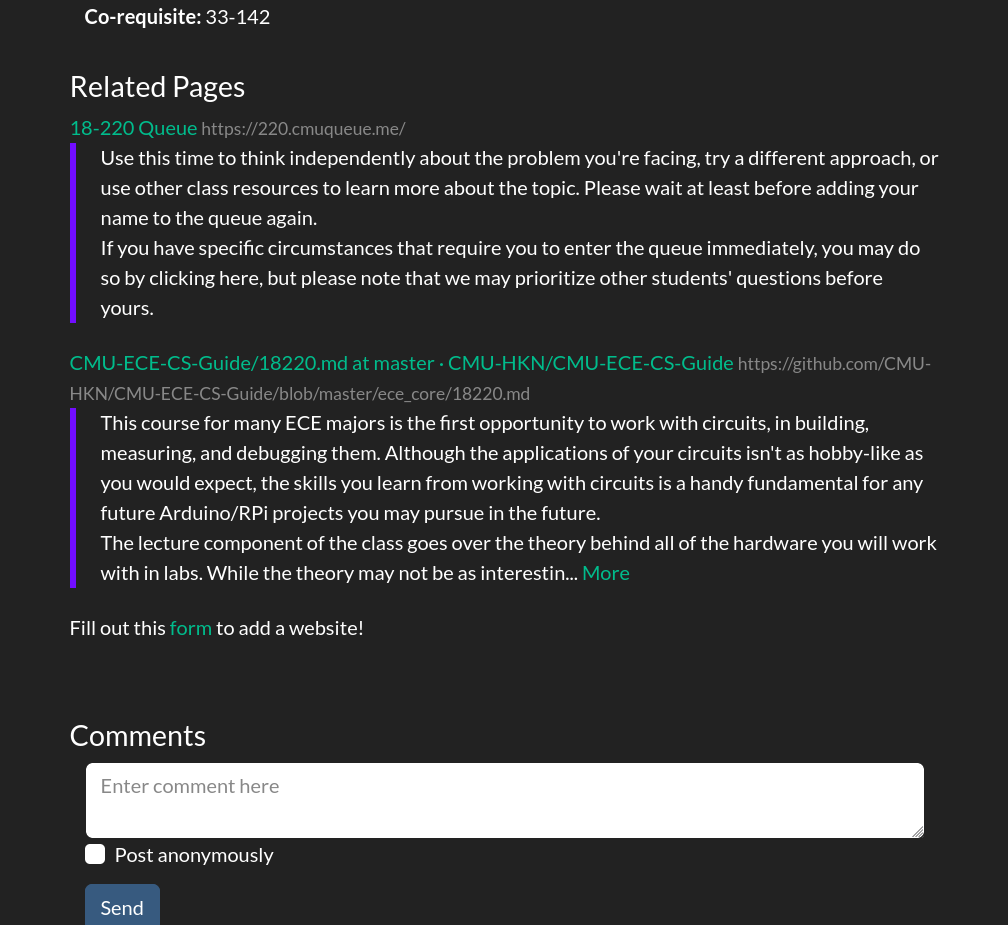 Co-requisite: 33-142
Related Pages
18-220 Queue https://220.cmuqueue.me/
Use this time to think independently about the problem you're facing, try a different approach, or
use other class resources to learn more about the topic. Please wait at least before adding your
name to the queue again.
If you have specific circumstances that require you to enter the queue immediately, you may do
so by clicking here, but please note that we may prioritize other students' questions before
yours.
CMU-ECE-CS-Guide/18220.md at master · CMU-HKN/CMU-ECE-CS-Guide https://github.com/CMU-
HKN/CMU-ECE-CS-Guide/blob/master/ece_core/18220.md
This course for many ECE majors is the first opportunity to work with circuits, in building,
measuring, and debugging them. Although the applications of your circuits isn't as hobby-like as
you would expect, the skills you learn from working with circuits is a handy fundamental for any
future Arduino/RPi projects you may pursue in the future.
The lecture component of the class goes over the theory behind all of the hardware you will work
with in labs. While the theory may not be as interestin... More
Fill out this form to add a website!
Comments
Enter comment here
Post anonymously
Send